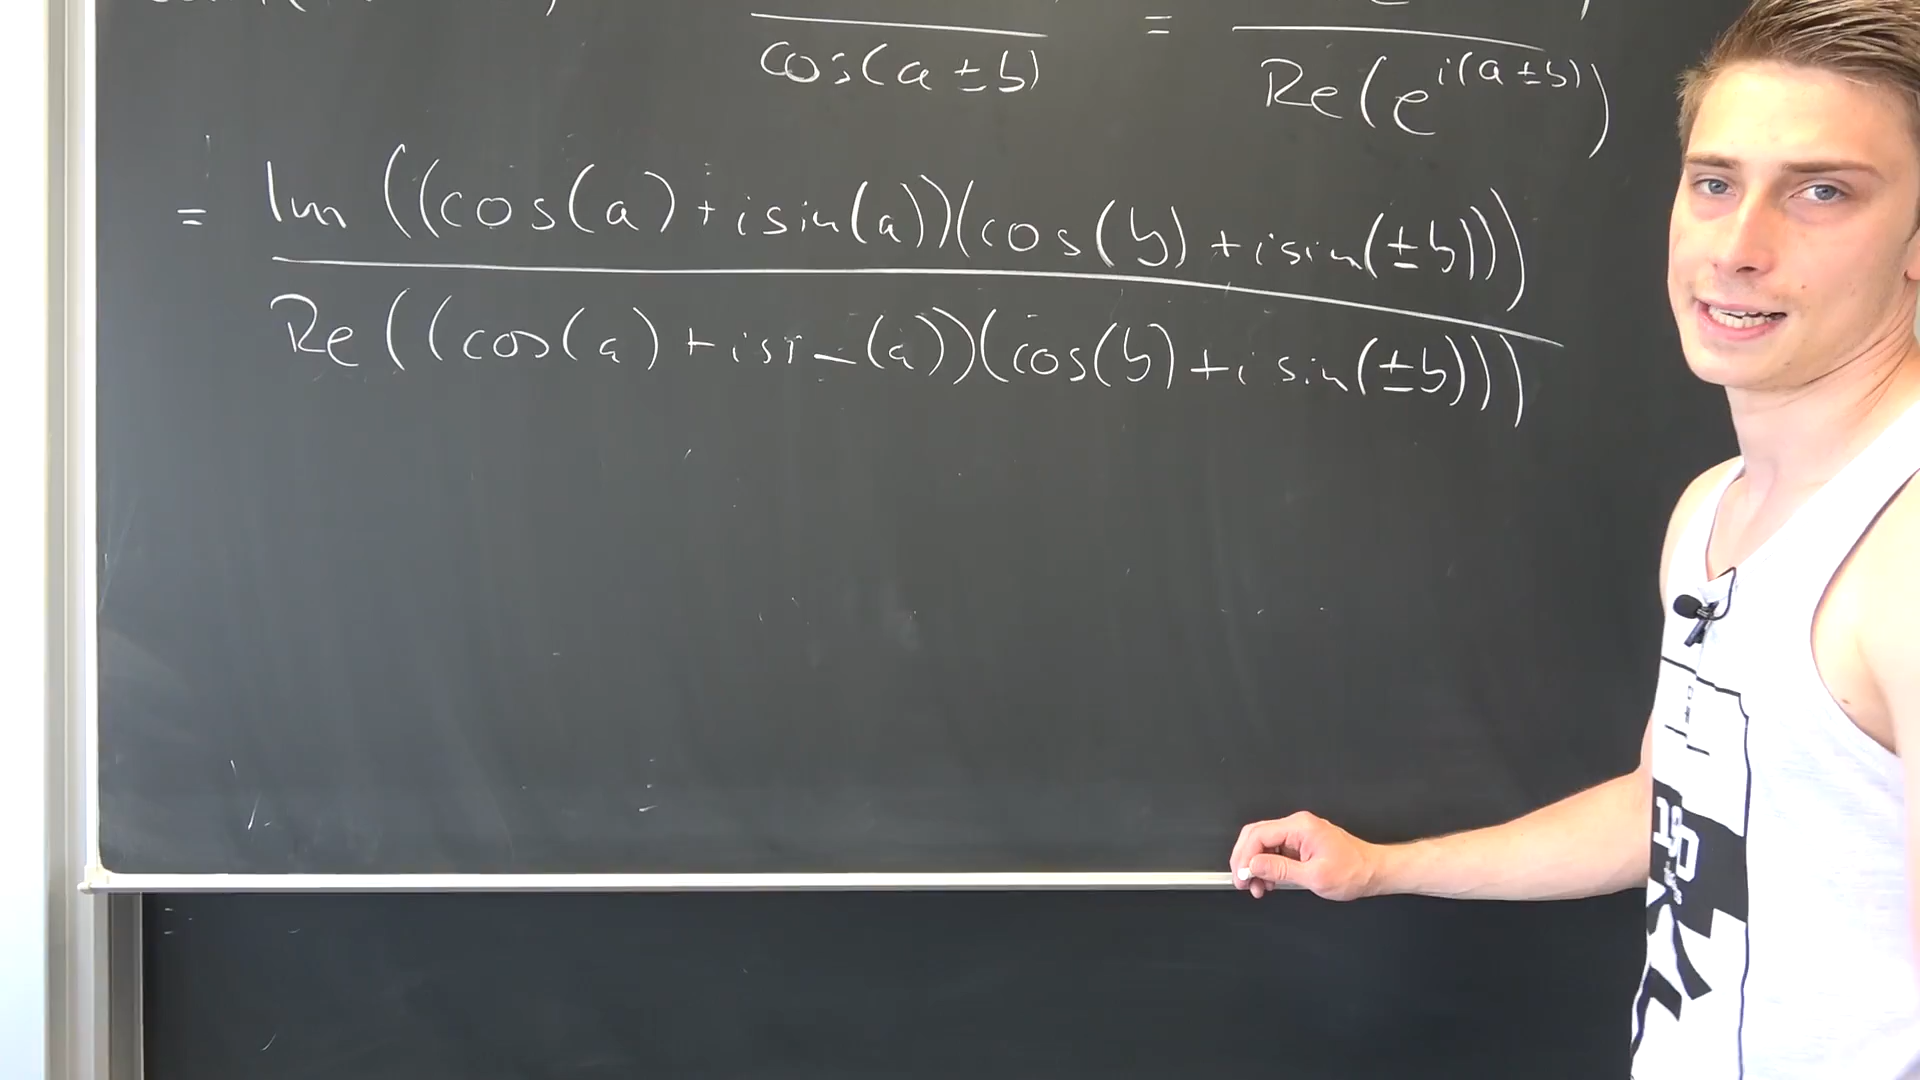 cos(a ± b) = Re(e^{i(a ± b)})
= Im((cos(a) + i sin(a))(cos(b) + i sin(±b)))
Re((cos(a) + i sin(a))(cos(b) + i sin(±b)))